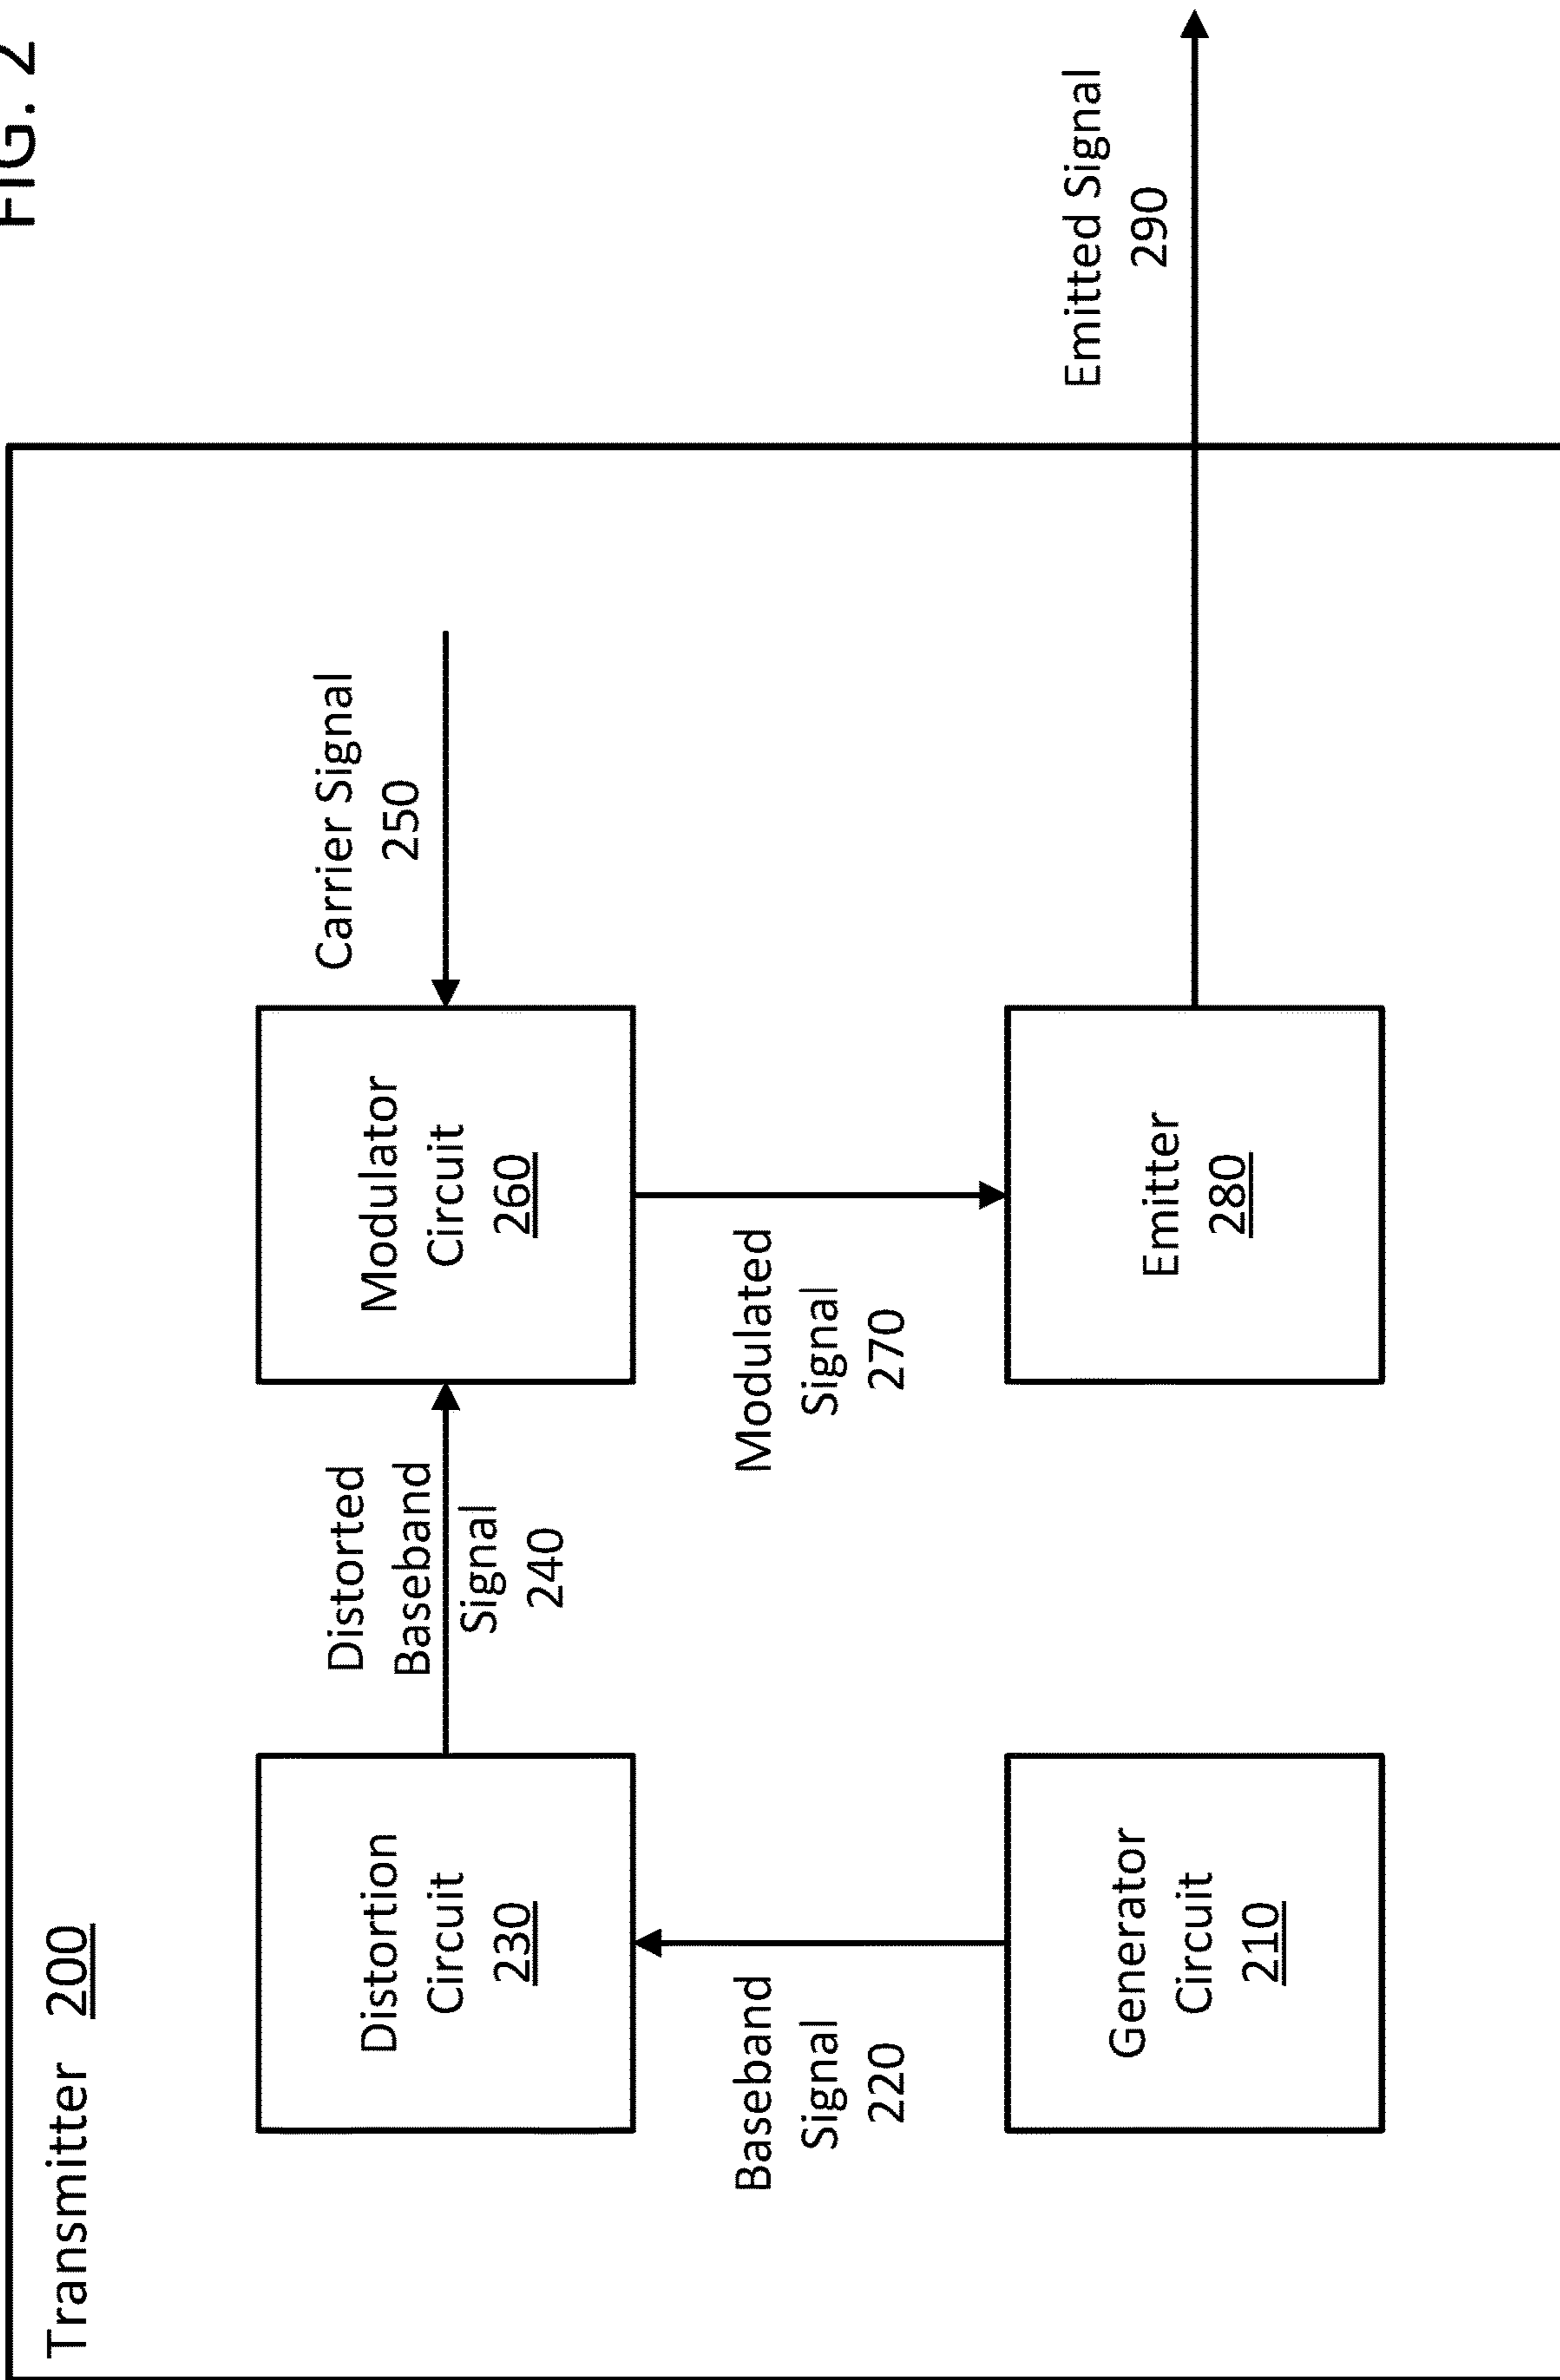 FIG. 2
Transmitter 200
Distortion
Circuit
230
Distorted
Baseband
Signal
240
Modulator
Circuit
260
Carrier Signal
250
Baseband
Signal
220
Modulated
Signal
270
Generator
Circuit
210
Emitter
280
Emitted Signal
290